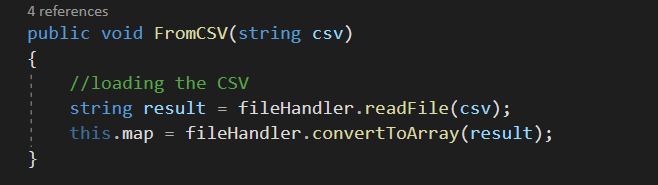 4 references
public void FromCSV(string csv)
{
//loading the CSV
string result = fileHandler.readFile(csv);
this.map = fileHandler.convertToArray(result);
}